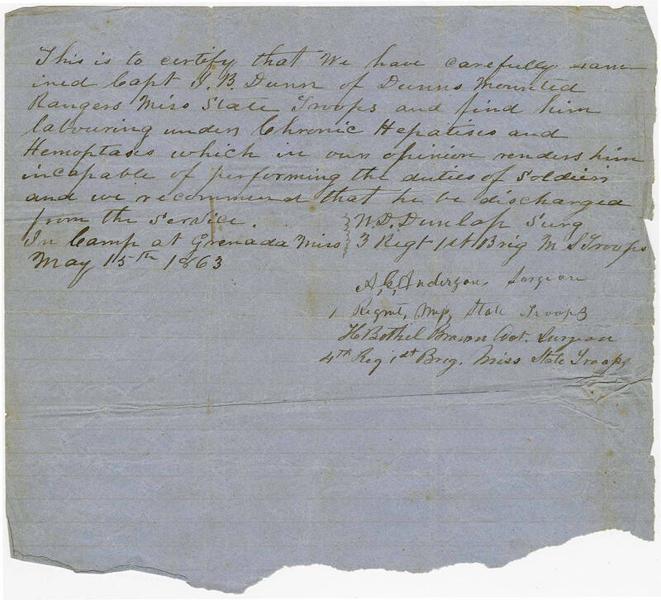 This is to certify that We have carefully exam
ined Capt J. B. Dunn of Dunns Mounted
Rangers Miss State Troops and find him
labouring under Chronic Hepatises and
Hemoptases which in our opinion renders him
incapable of performing the duties of Soldier
and we recommend that he be discharged
from the service.
In Camp at Grenada Miss
May 15th 1863
N. D. Dunlap Surg
3 Regt 1st Brig M S Troops
A, C, Anderson, Surgeon
1 Regmt, Miss, State Troops
H Bethel Brown Act. Surgeon
4th Reg 1st Brig. Miss State Troops